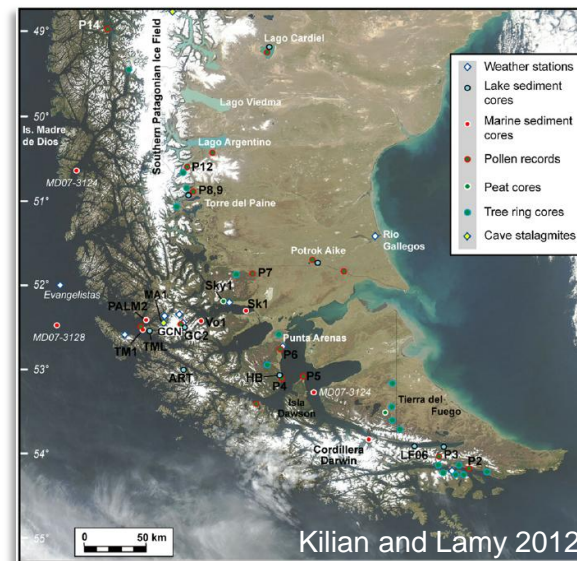 49°
50°
51°
52°
53°
54°
55°
P14
Southern Patagonian Ice Field
Lago Cardiel
Lago Viedma
Is. Madre
de Dios
MD07-3124
Lago Argentino
P12
P8,9
Torre del Paine
Rio
Gallegos
Potrok Aike
P7
Sky1
Sk1
Evangelistas
MA1
PALM2
GCN
Vo1
GC2
MD07-3128
TM1
TML
Punta Arenas
P6
ART
HB
P5
P4
MD07-3124
Isla
Dawson
Tierra del
Fuego
Cordillera
Darwin
LF06
P3
P2
Weather stations
Lake sediment
cores
Marine sediment
cores
Pollen records
Peat cores
Tree ring cores
Cave stalagmites
0
50 km
Kilian and Lamy 2012